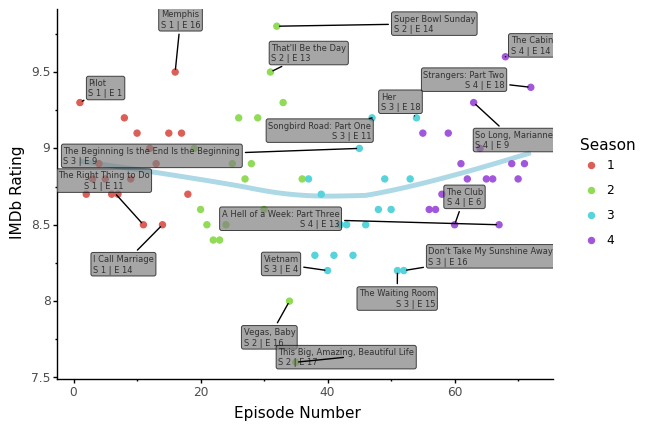 Memphis
S 1 | E 16
Super Bowl Sunday
S 2 | E 14
That'll Be the Day
S 2 | E 13
The Cabin
S 4 | E 14
Strangers: Part Two
S 4 | E 18
Pilot
S 1 | E 1
Her
S 3 | E 18
Songbird Road: Part One
S 3 | E 11
So Long, Marianne
S 4 | E 9
The Beginning Is the End Is the Beginning
S 3 | E 9
The Right Thing to Do
S 1 | E 11
The Club
S 4 | E 6
A Hell of a Week: Part Three
S 4 | E 13
I Call Marriage
S 1 | E 14
Vietnam
S 3 | E 4
Don't Take My Sunshine Away
S 3 | E 16
The Waiting Room
S 3 | E 15
Vegas, Baby
S 2 | E 16
This Big, Amazing, Beautiful Life
S 2 | E 17
IMDb Rating
9.5
9
8.5
8
7.5
0
20
40
60
Episode Number
Season
1
2
3
4